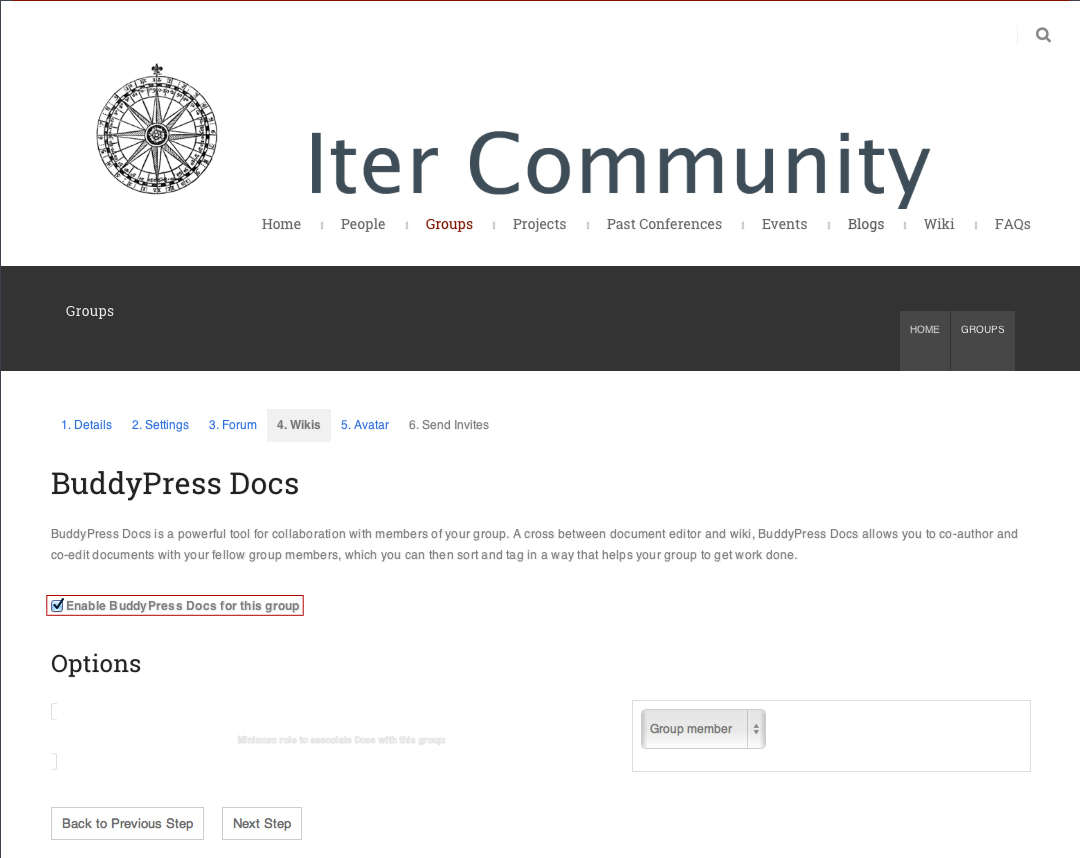 Iter Community
Home People Groups Projects Past Conferences Events Blogs Wiki FAQs
Groups
HOME GROUPS
1. Details 2. Settings 3. Forum 4. Wikis 5. Avatar 6. Send Invites
BuddyPress Docs
BuddyPress Docs is a powerful tool for collaboration with members of your group. A cross between document editor and wiki, BuddyPress Docs allows you to co-author and
co-edit documents with your fellow group members, which you can then sort and tag in a way that helps your group to get work done.
Enable BuddyPress Docs for this group
Options
Minimum role to associate Docs with this group:
Group member
Back to Previous Step Next Step